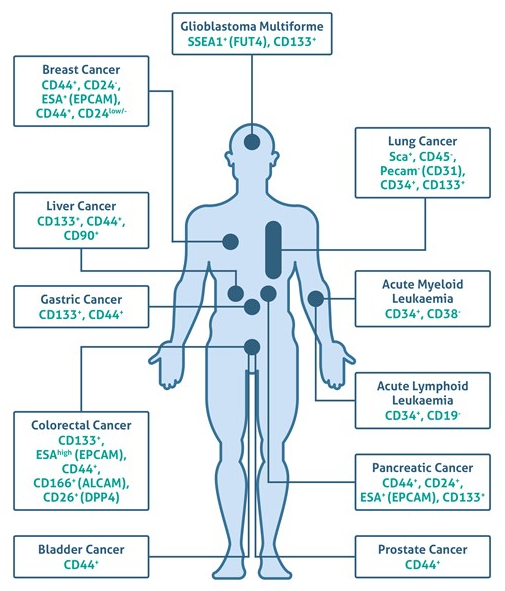 Glioblastoma Multiforme
SSEA1⁺ (FUT4), CD133⁺
Breast Cancer
CD44⁺, CD24⁻,
ESA⁺ (EPCAM),
CD44⁺, CD24ˡᵒʷ/⁻
Lung Cancer
Sca⁺, CD45⁻,
Pecam⁻ (CD31),
CD34⁺, CD133⁺
Liver Cancer
CD133⁺, CD44⁺,
CD90⁺
Gastric Cancer
CD133⁺, CD44⁺
Acute Myeloid
Leukaemia
CD34⁺, CD38⁻
Acute Lymphoid
Leukaemia
CD34⁺, CD19⁻
Colorectal Cancer
CD133⁺,
ESAʰⁱᵍʰ (EPCAM),
CD44⁺,
CD166⁺ (ALCAM),
CD26⁺ (DPP4)
Pancreatic Cancer
CD44⁺, CD24⁺,
ESA⁺ (EPCAM), CD133⁺
Bladder Cancer
CD44⁺
Prostate Cancer
CD44⁺